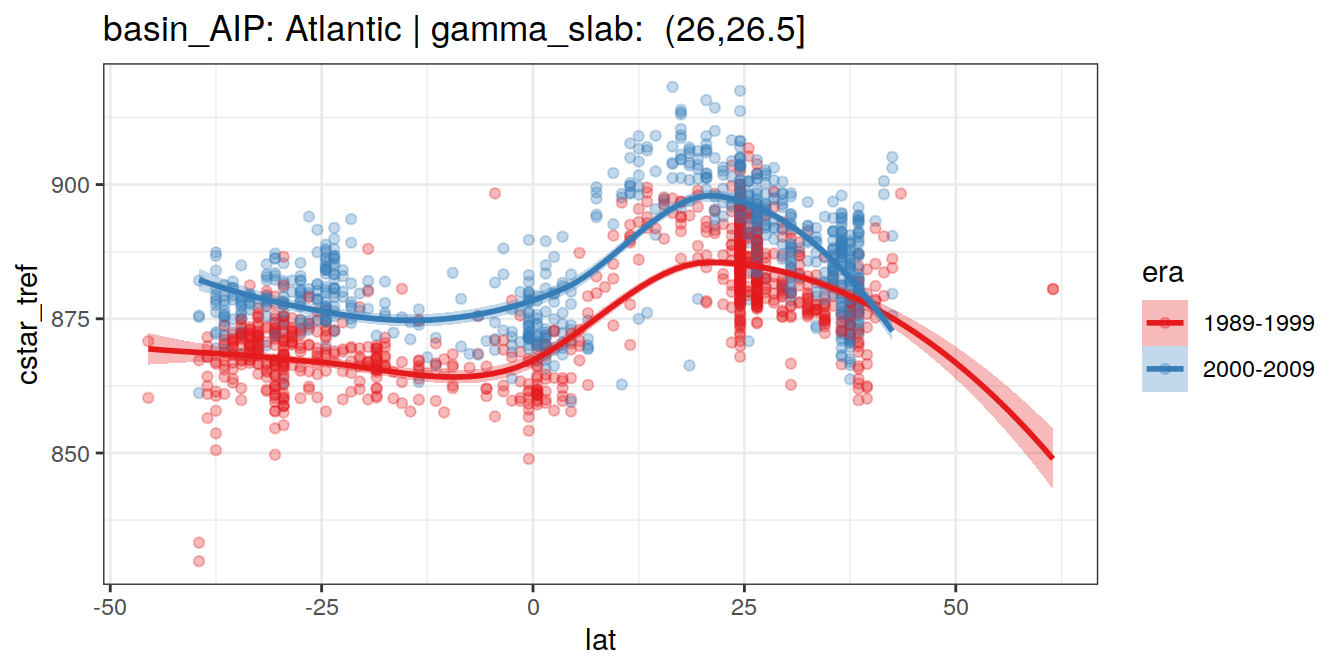 basin_AIP: Atlantic | gamma_slab:  (26,26.5]
cstar_tref
900
875
850
-50
-25
0
25
50
lat
era
1989-1999
2000-2009